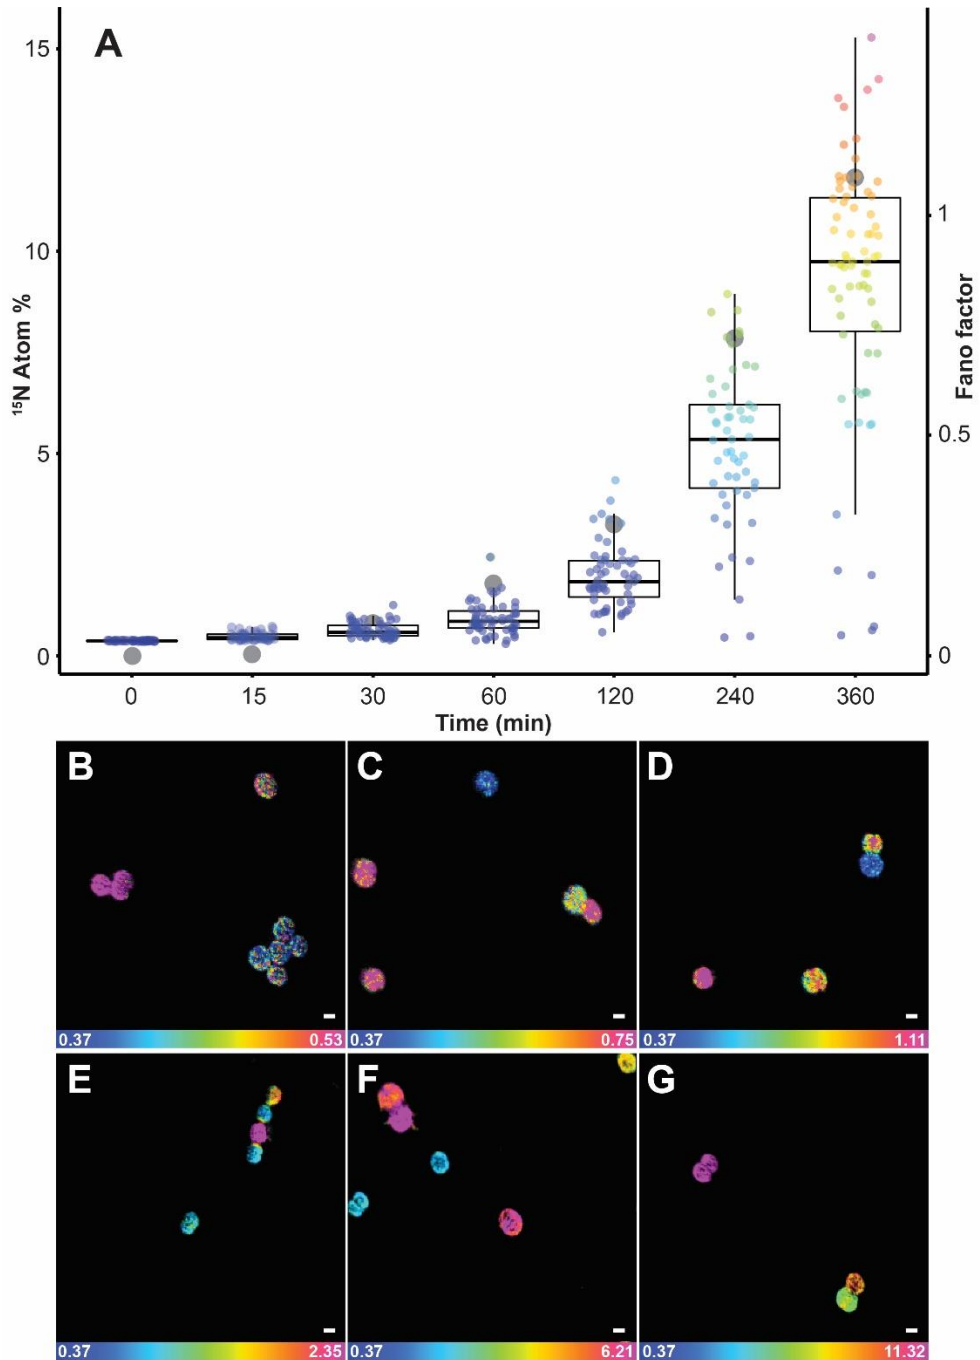 A
15
10
5
0
¹⁵N Atom %
1
0.5
0
Fano factor
0 15 30 60 120 240 360
Time (min)
B C D
0.37 0.53 0.37 0.75 0.37 1.11
E F G
0.37 2.35 0.37 6.21 0.37 11.32